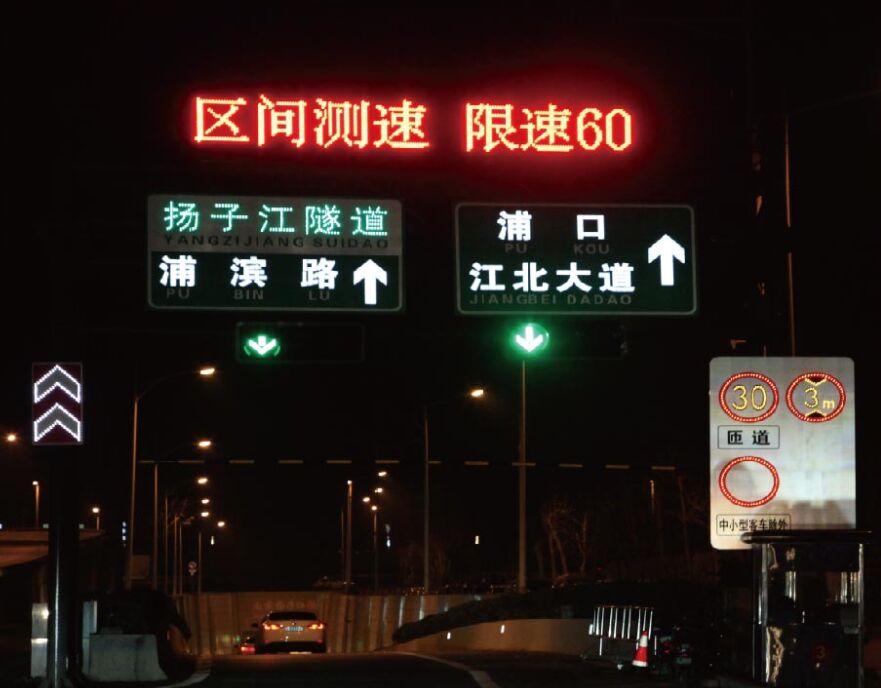 区间测速 限速60
扬子江隧道
YANGZIJIANG SUIDAO
浦 滨 路
PU BIN LU
浦 口
PU KOU
江北大道
JIANGBEI DADAO
30
3m
匝道
中小型客车除外